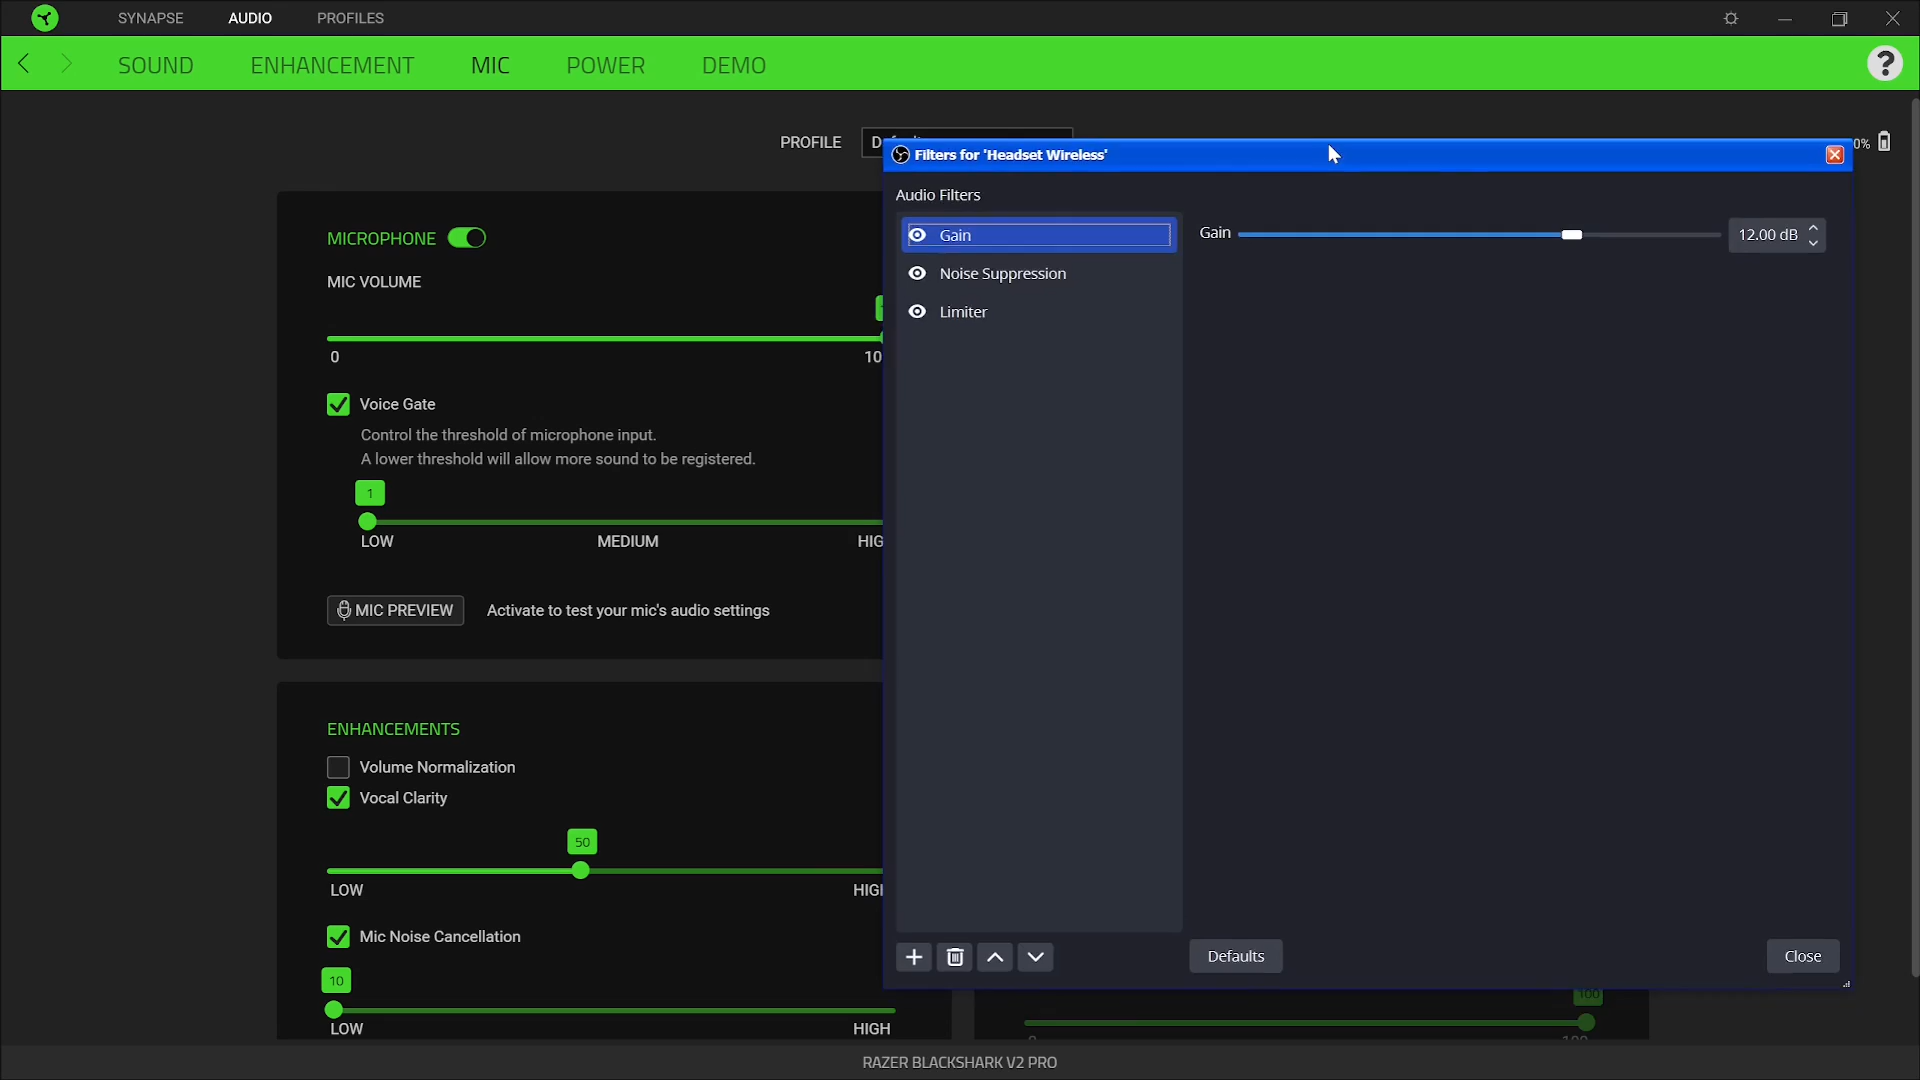 SYNAPSE AUDIO PROFILES
SOUND ENHANCEMENT MIC POWER DEMO ?
PROFILE
0%
Filters for 'Headset Wireless'
Audio Filters
Gain
Noise Suppression
Limiter
Gain 12.00 dB
Defaults
Close
MICROPHONE
MIC VOLUME
0 10
Voice Gate
Control the threshold of microphone input.
A lower threshold will allow more sound to be registered.
1
LOW MEDIUM HIG
MIC PREVIEW Activate to test your mic's audio settings
ENHANCEMENTS
Volume Normalization
Vocal Clarity
50
LOW HIGH
Mic Noise Cancellation
10
LOW HIGH
100
RAZER BLACKSHARK V2 PRO